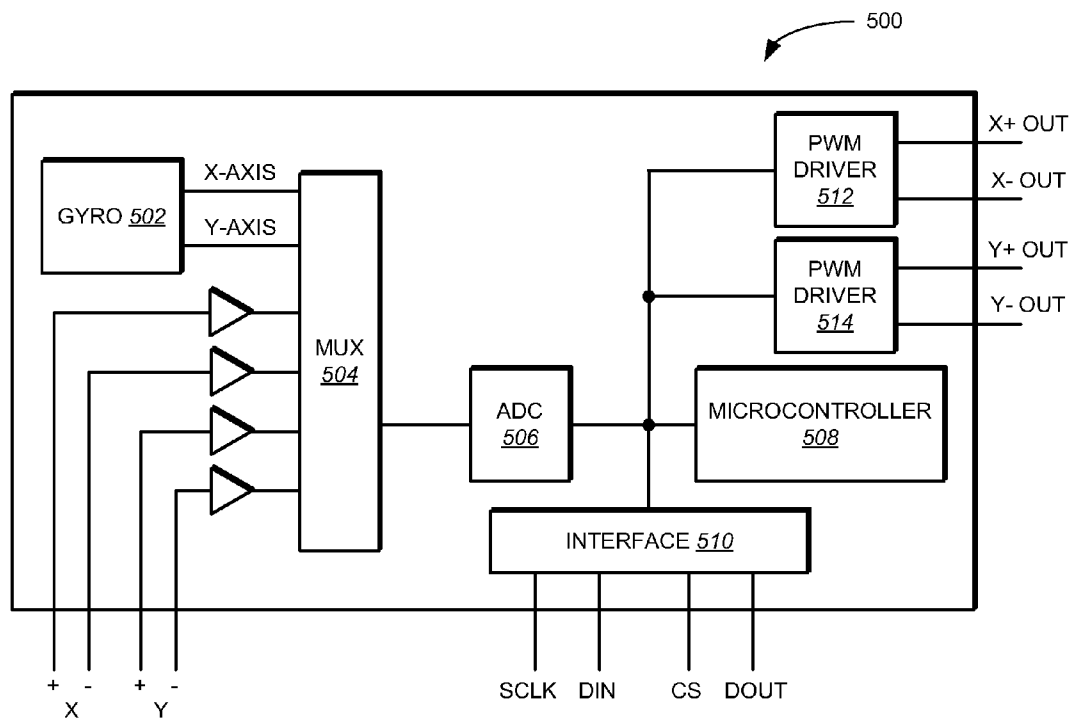 500
X+ OUT
PWM
DRIVER
512
X- OUT
X-AXIS
GYRO 502
Y-AXIS
Y+ OUT
PWM
DRIVER
514
Y- OUT
MUX
504
ADC
506
MICROCONTROLLER
508
INTERFACE 510
+ - + -
X Y
SCLK DIN CS DOUT